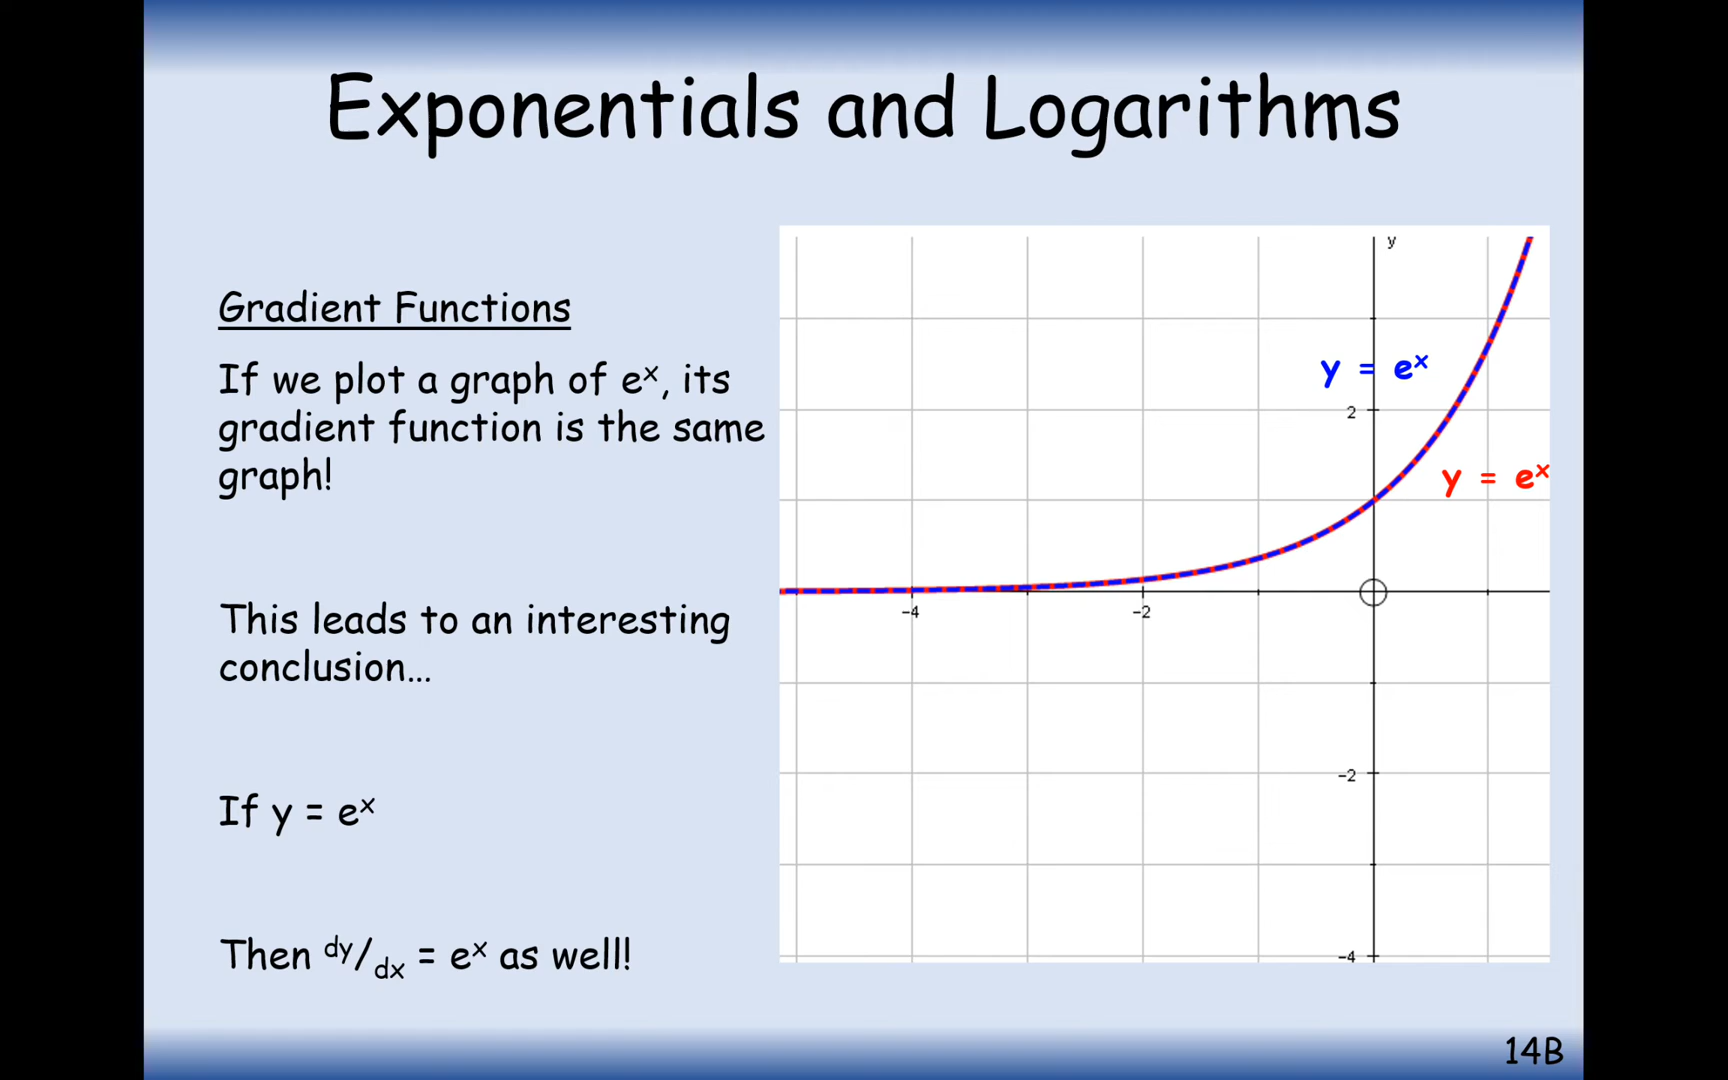 Exponentials and Logarithms
Gradient Functions
If we plot a graph of eˣ, its
gradient function is the same
graph!
This leads to an interesting
conclusion...
If y = eˣ
Then dy/dx = eˣ as well!
y
y = eˣ
2
y = eˣ
-4
-2
-2
-4
14B